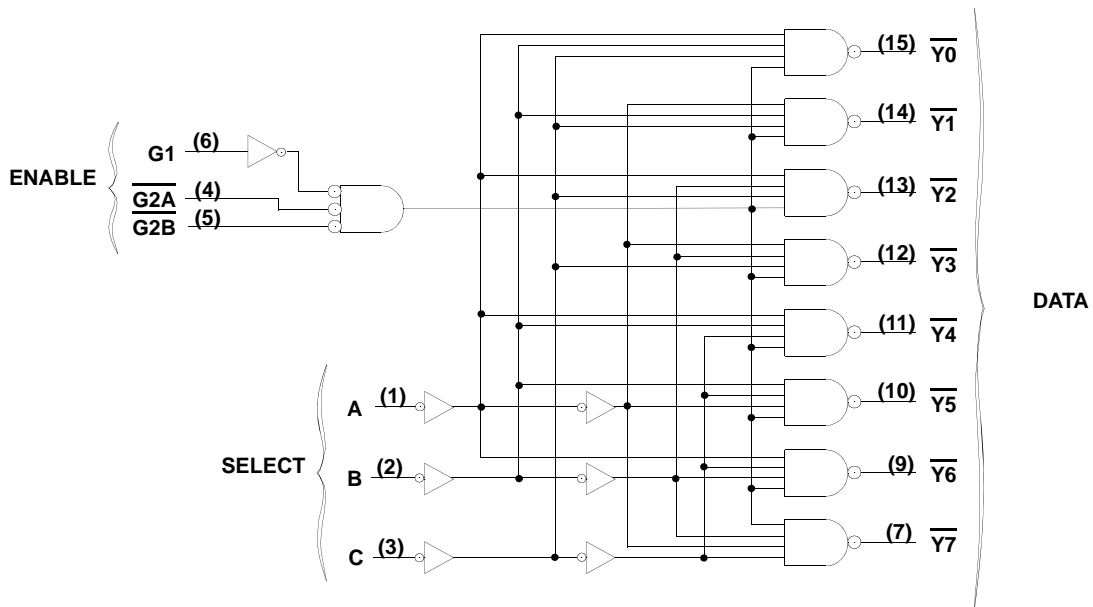 (15) Y0
(14) Y1
(6)
G1
ENABLE
(4)
G2A
(13) Y2
(5)
G2B
(12) Y3
DATA
(11) Y4
(10) Y5
(1)
A
SELECT
(2)
B
(9) Y6
(7) Y7
(3)
C